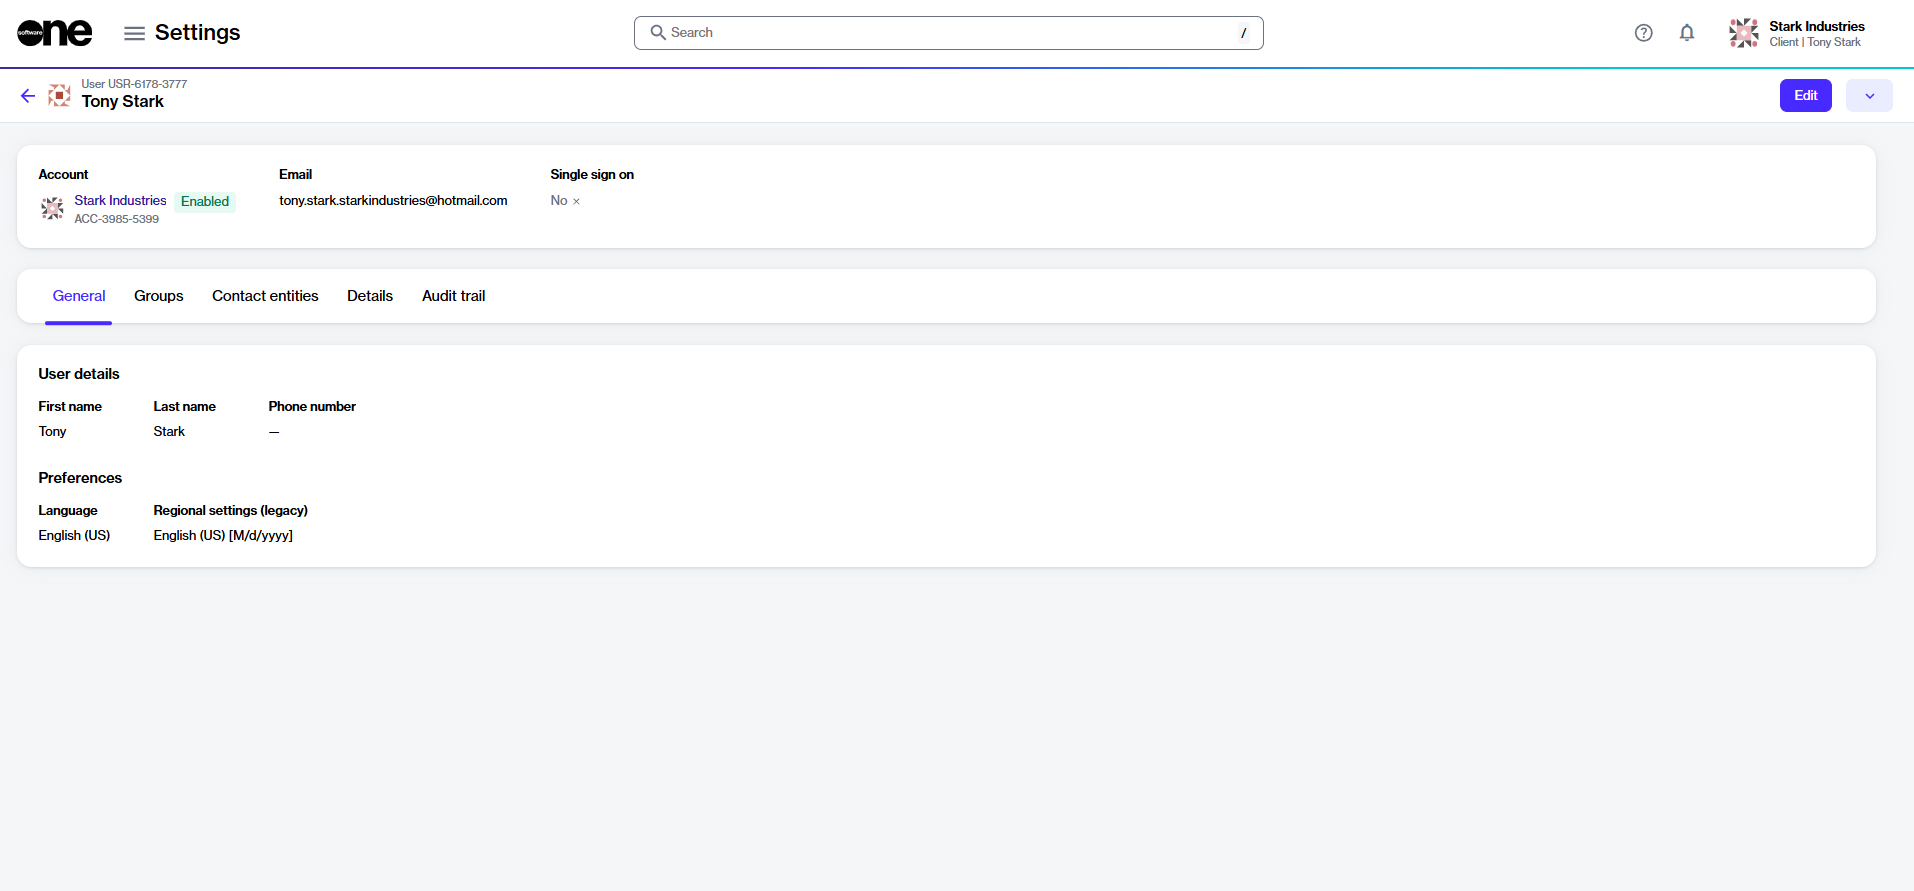 software
one
Settings
Search
/
Stark Industries
Client | Tony Stark
User USR-6178-3777
Tony Stark
Edit
Account
Email
Single sign on
Stark Industries
Enabled
tony.stark.starkindustries@hotmail.com
No ×
ACC-3985-5399
General
Groups
Contact entities
Details
Audit trail
User details
First name
Last name
Phone number
Tony
Stark
—
Preferences
Language
Regional settings (legacy)
English (US)
English (US) [M/d/yyyy]